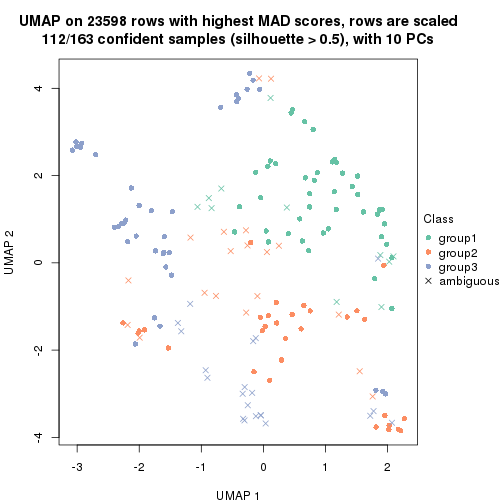 UMAP on 23598 rows with highest MAD scores, rows are scaled
112/163 confident samples (silhouette > 0.5), with 10 PCs
4
2
0
-2
-4
UMAP 2
-3
-2
-1
0
1
2
UMAP 1
Class
group1
group2
group3
ambiguous